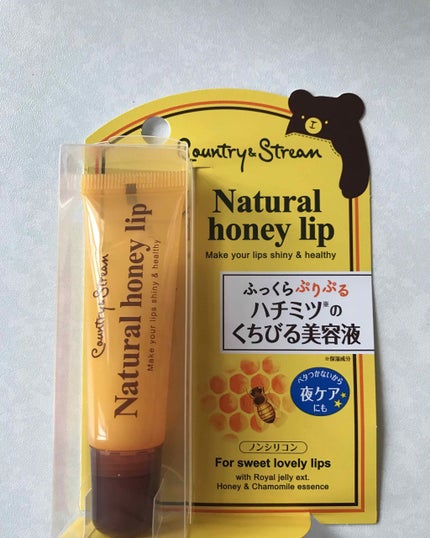 Country & Stream
Natural
honey lip
Make your lips shiny & healthy
ふっくらぷりぷる
ハチミツ※の
くちびる美容液
※保湿成分
ベタつかないから
夜ケア
にも
ノンシリコン
For sweet lovely lips
with Royal jelly ext.
Honey & Chamomile essence
Country & Stream
Natural honey lip
Make your lips shiny & healthy